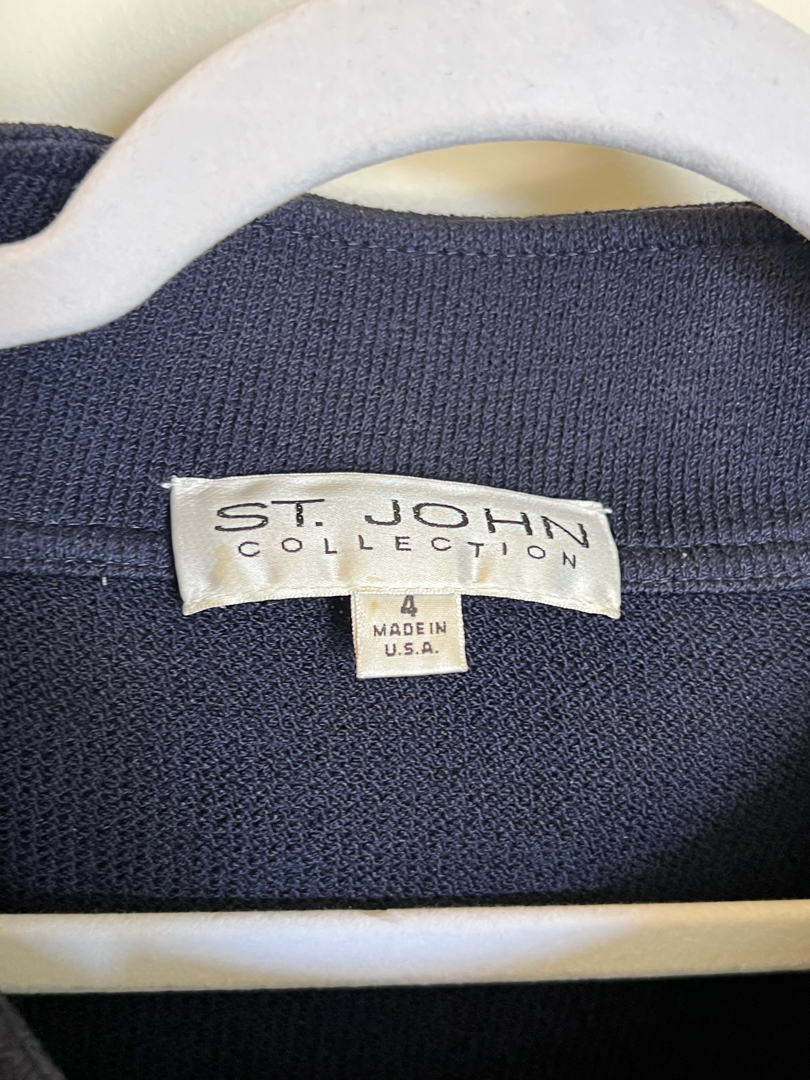 ST. JOHN
COLLECTION
4
MADE IN
U.S.A.